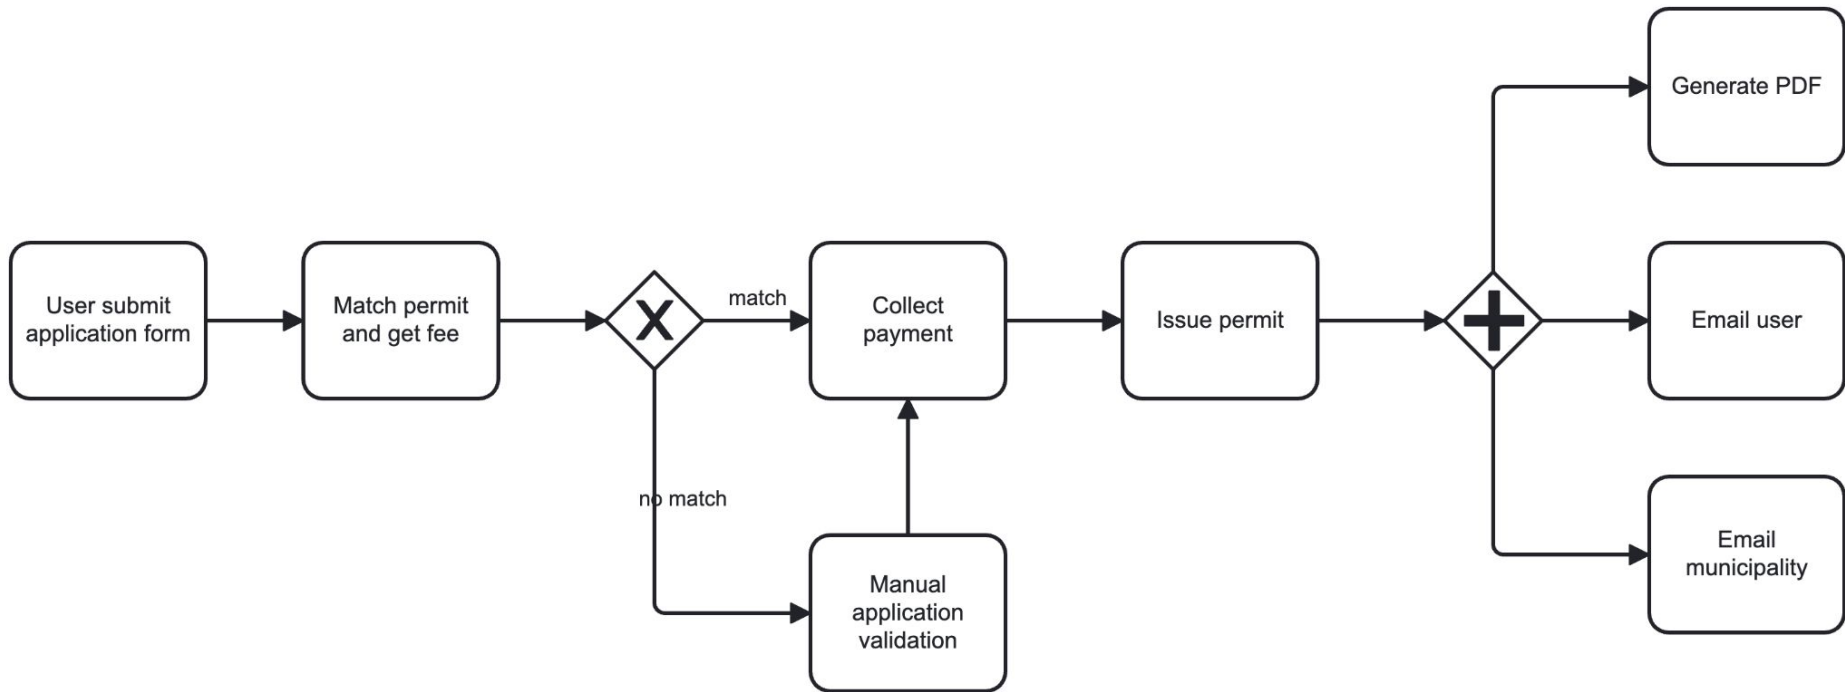 User submit
application form
Match permit
and get fee
X
match
no match
Collect
payment
Manual
application
validation
Issue permit
Generate PDF
Email user
Email
municipality